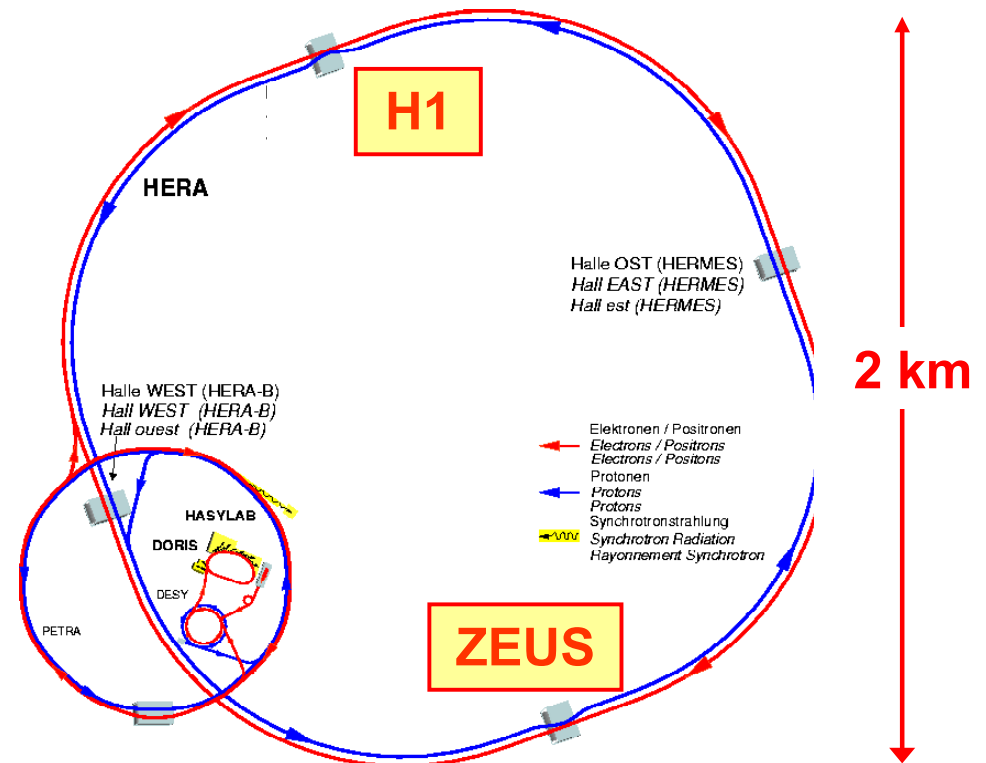 H1
HERA
Halle OST (HERMES)
Hall EAST (HERMES)
Hall est (HERMES)
2 km
Halle WEST (HERA-B)
Hall WEST (HERA-B)
Hall ouest (HERA-B)
Elektronen / Positronen
Electrons / Positrons
Electrons / Positons
Protonen
Protons
Protons
Synchrotronstrahlung
Synchrotron Radiation
Rayonnement Synchrotron
HASYLAB
DORIS
DESY
PETRA
ZEUS